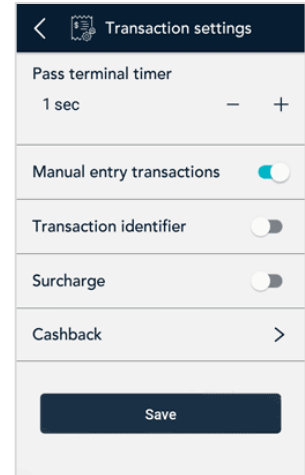 Transaction settings
Pass terminal timer
1 sec
Manual entry transactions
Transaction identifier
Surcharge
Cashback
Save